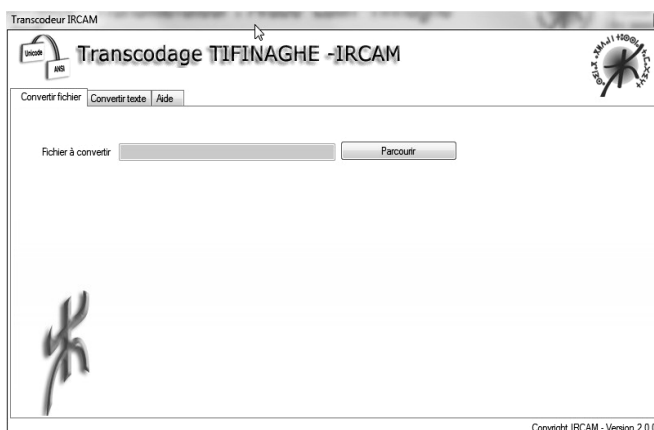 Transcodeur IRCAM
Unicode
ANSI
Transcodage TIFINAGHE -IRCAM
Convertir fichier Convertir texte Aide
Fichier à convertir Parcourir
Copyright IRCAM - Version 2.0.0